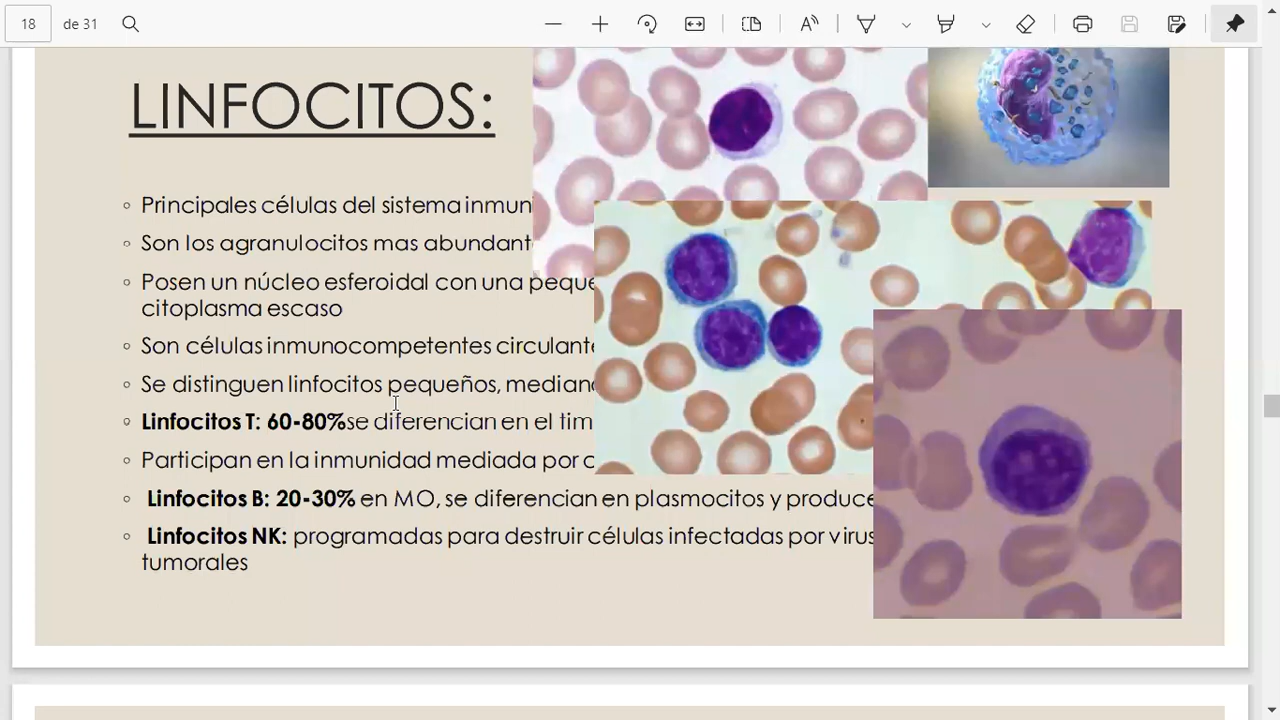 18 de 31
LINFOCITOS:
◦ Principales células del sistema inmun
◦ Son los agranulocitos mas abundant
◦ Posen un núcleo esferoidal con una peque
citoplasma escaso
◦ Son células inmunocompetentes circulante
◦ Se distinguen linfocitos pequeños, median
◦ Linfocitos T: 60-80%se diferencian en el tim
◦ Participan en la inmunidad mediada por c
◦ Linfocitos B: 20-30% en MO, se diferencian en plasmocitos y produce
◦ Linfocitos NK: programadas para destruir células infectadas por virus
tumorales